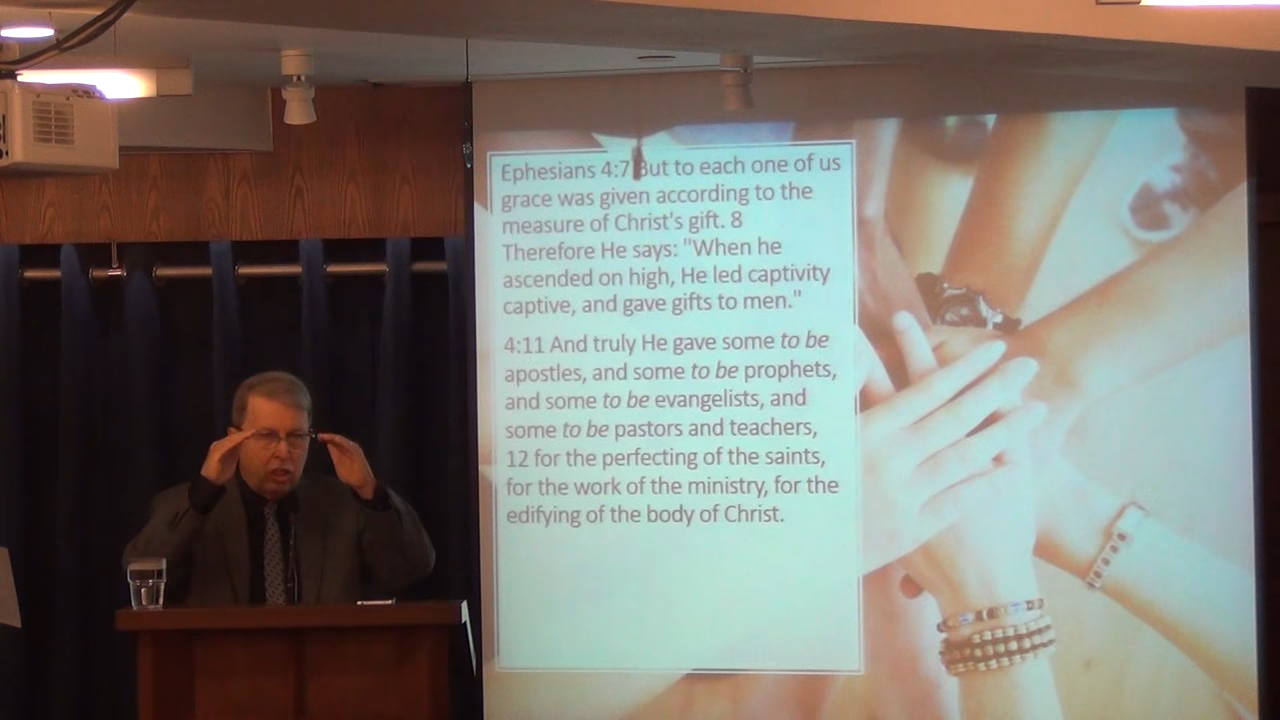 Ephesians 4:7 But to each one of us
grace was given according to the
measure of Christ's gift. 8
Therefore He says: "When he
ascended on high, He led captivity
captive, and gave gifts to men."
4:11 And truly He gave some to be
apostles, and some to be prophets,
and some to be evangelists, and
some to be pastors and teachers,
12 for the perfecting of the saints,
for the work of the ministry, for the
edifying of the body of Christ.